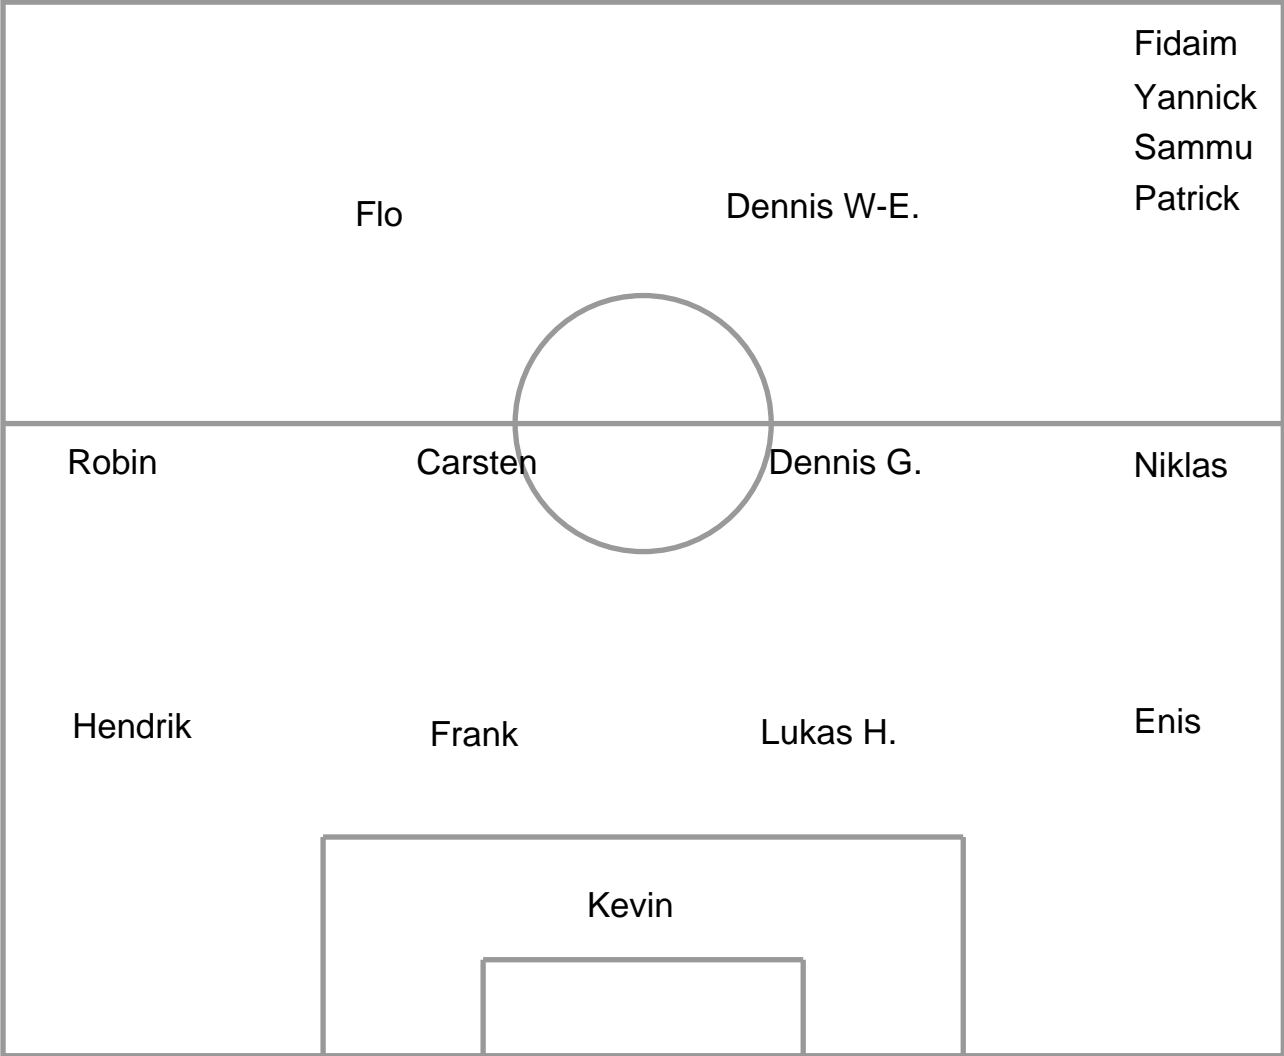 Fidaim
Yannick
Sammu
Patrick
Flo
Dennis W-E.
Robin
Carsten
Dennis G.
Niklas
Hendrik
Frank
Lukas H.
Enis
Kevin